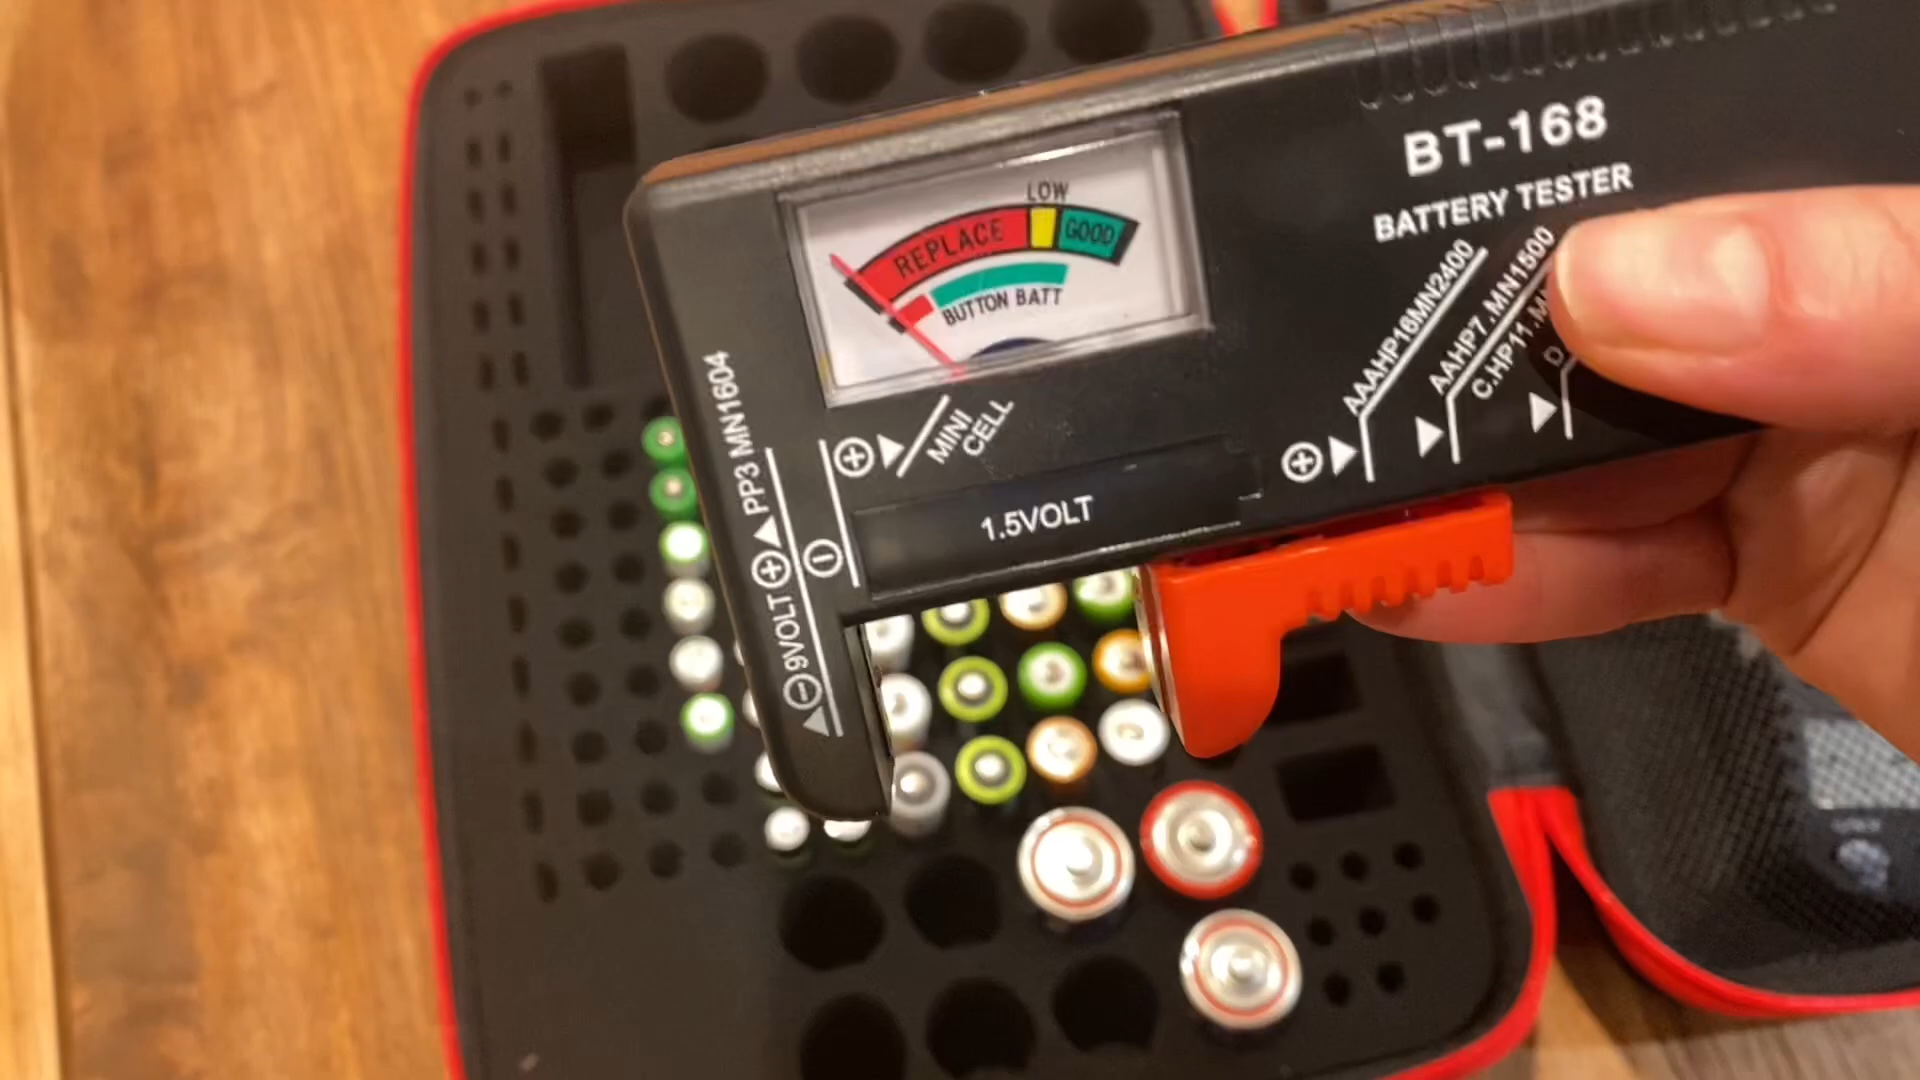 BT-168
BATTERY TESTER
LOW
REPLACE
GOOD
BUTTON BATT
MINI
CELL
PP3 MN1604
9VOLT
1.5VOLT
AAAHP16MN2400
AAHP7.MN1500
C.HP11.M
D